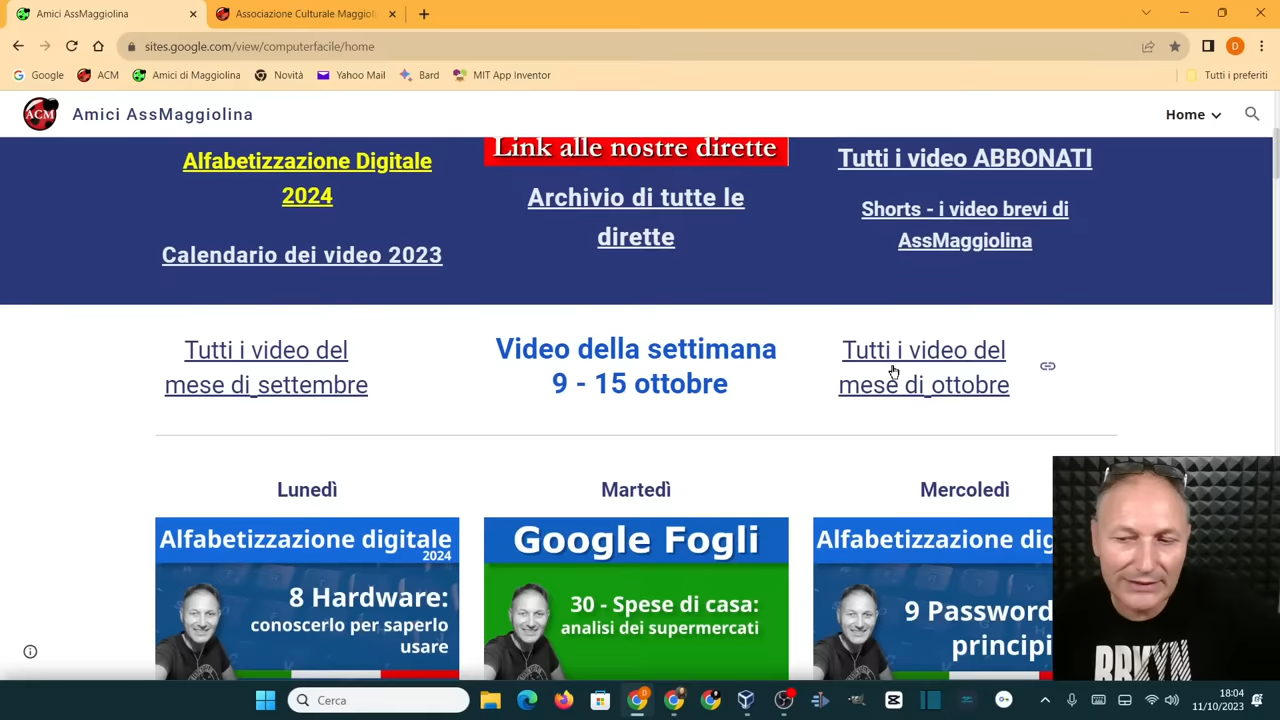 Amici AssMaggiolina
Associazione Culturale Maggiol
sites.google.com/view/computerfacile/home
D
Google
ACM
Amici di Maggiolina
Novità
Yahoo Mail
Bard
MIT App Inventor
Tutti i preferiti
ACM
Amici AssMaggiolina
Home
Alfabetizzazione Digitale
2024
Calendario dei video 2023
Link alle nostre dirette
Archivio di tutte le
dirette
Tutti i video ABBONATI
Shorts - i video brevi di
AssMaggiolina
Tutti i video del
mese di settembre
Video della settimana
9 - 15 ottobre
Tutti i video del
mese di ottobre
Lunedì
Martedì
Mercoledì
Alfabetizzazione digitale
2024
8 Hardware:
conoscerlo per saperlo
usare
Google Fogli
30 - Spese di casa:
analisi dei supermercati
Alfabetizzazione dig
9 Password
principi
Cerca
18:04
11/10/2023